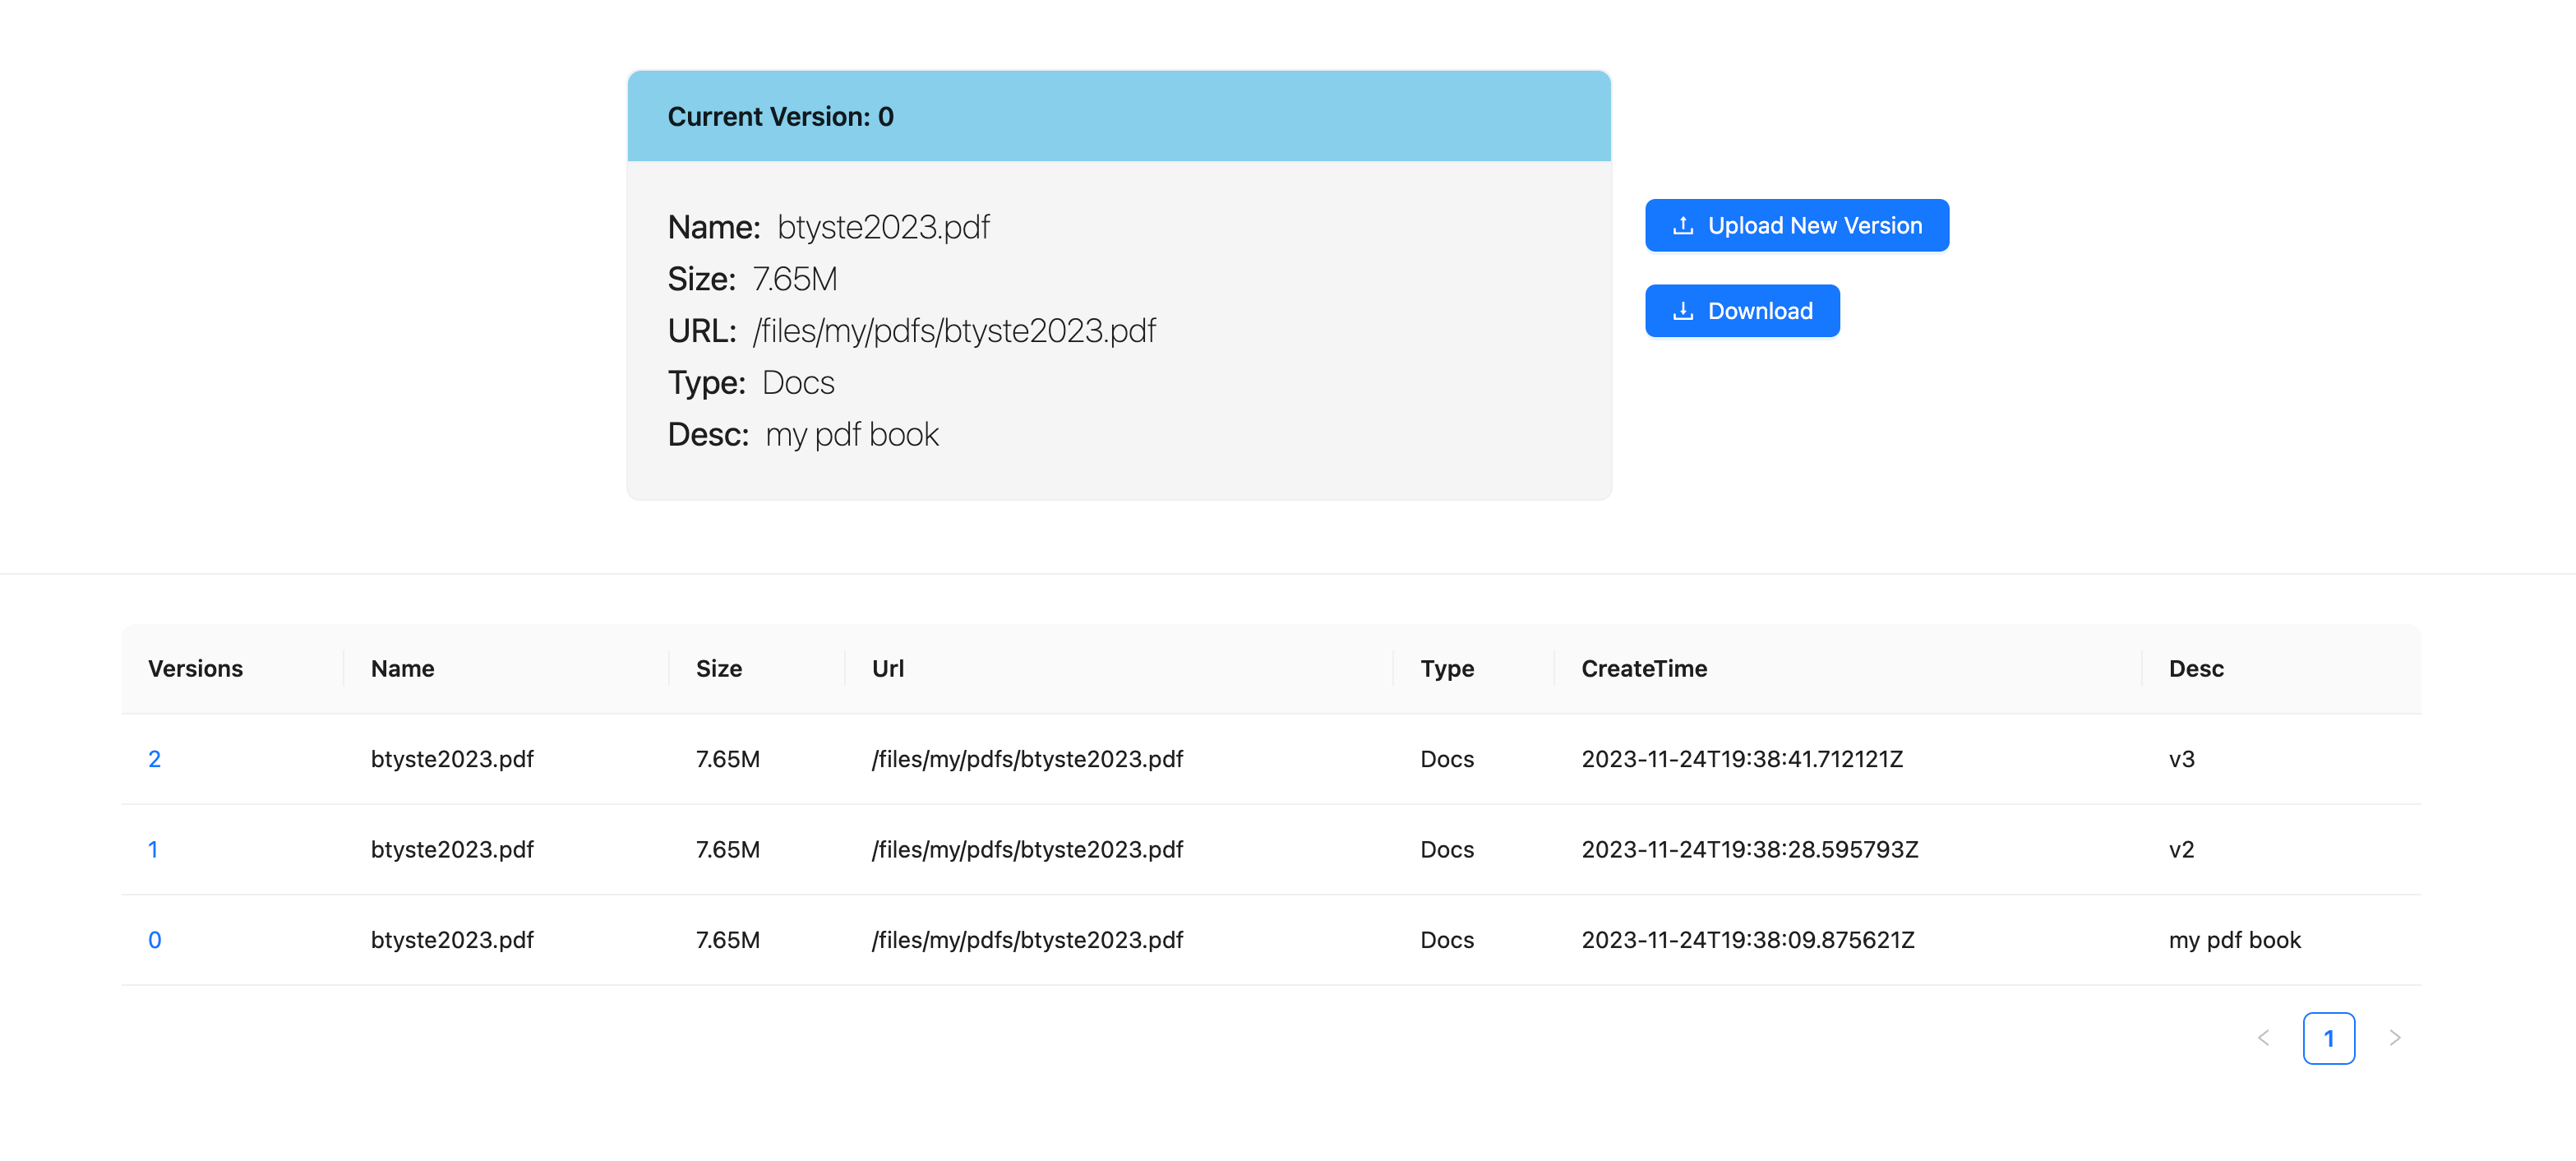 Current Version: 0
Name: btyste2023.pdf
Size: 7.65M
URL: /files/my/pdfs/btyste2023.pdf
Type: Docs
Desc: my pdf book
Upload New Version
Download
Versions Name Size Url Type CreateTime Desc
2 btyste2023.pdf 7.65M /files/my/pdfs/btyste2023.pdf Docs 2023-11-24T19:38:41.712121Z v3
1 btyste2023.pdf 7.65M /files/my/pdfs/btyste2023.pdf Docs 2023-11-24T19:38:28.595793Z v2
0 btyste2023.pdf 7.65M /files/my/pdfs/btyste2023.pdf Docs 2023-11-24T19:38:09.875621Z my pdf book
1